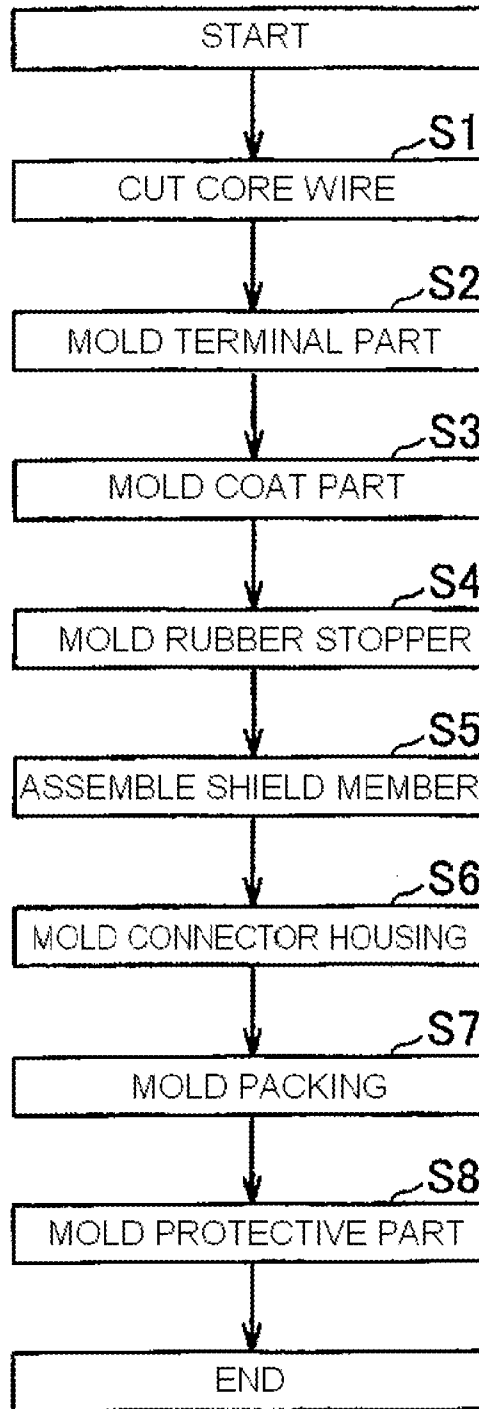 START
S1
CUT CORE WIRE
S2
MOLD TERMINAL PART
S3
MOLD COAT PART
S4
MOLD RUBBER STOPPER
S5
ASSEMBLE SHIELD MEMBER
S6
MOLD CONNECTOR HOUSING
S7
MOLD PACKING
S8
MOLD PROTECTIVE PART
END